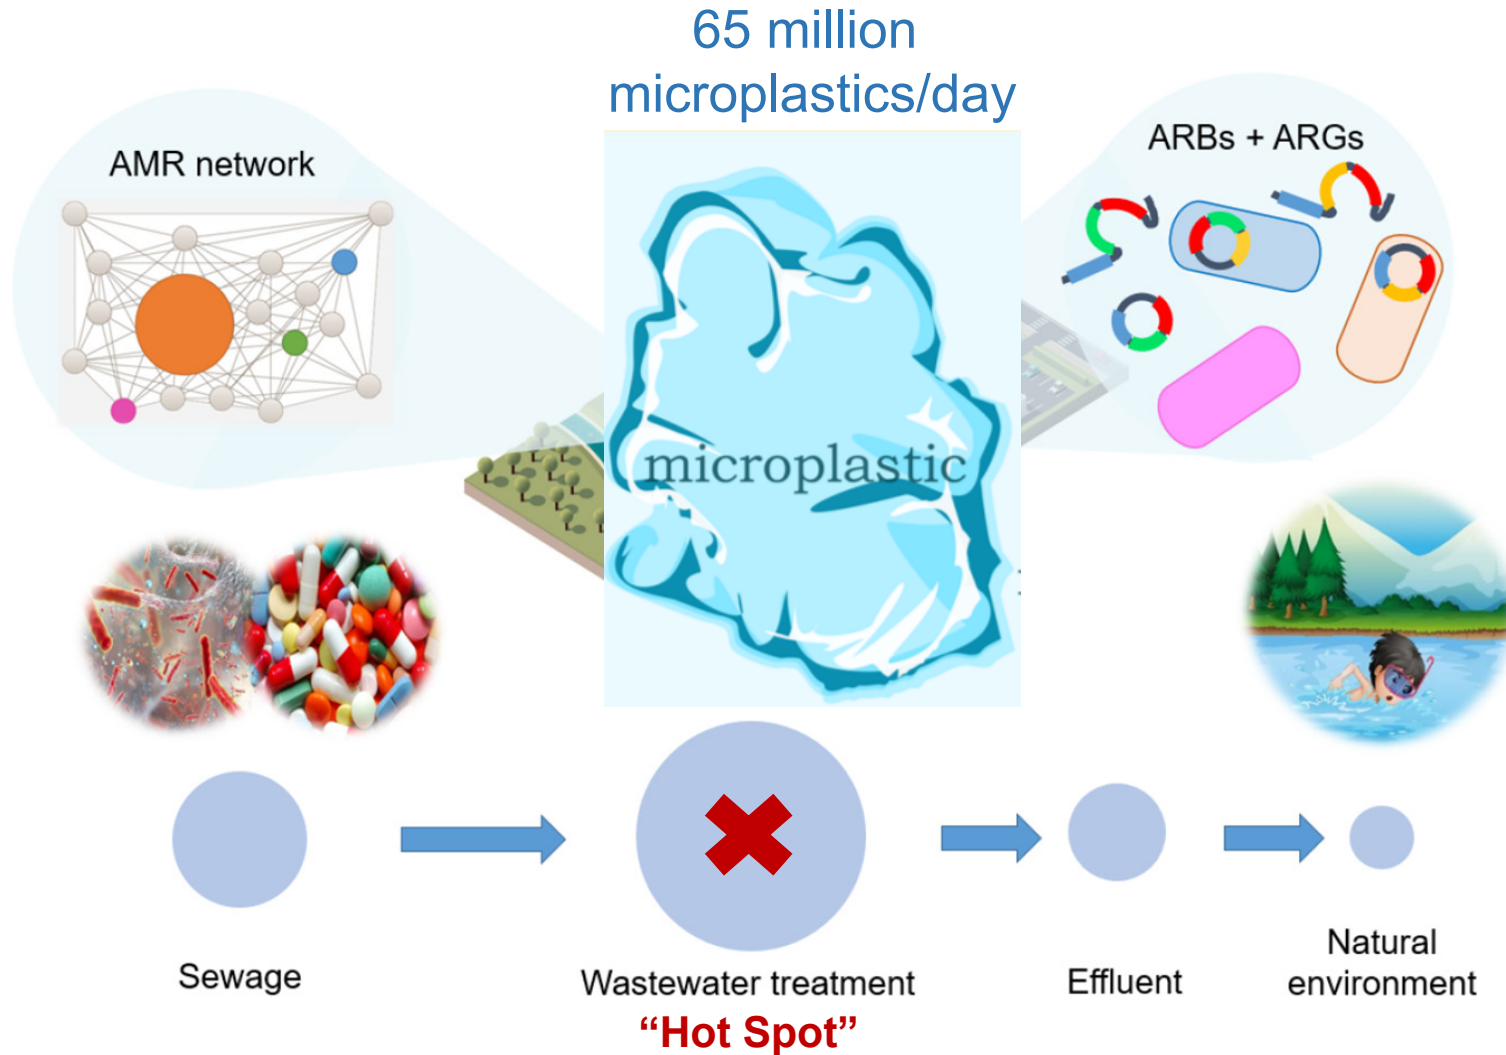 65 million
microplastics/day
AMR network
ARBs + ARGs
microplastic
Sewage
Wastewater treatment
“Hot Spot”
Effluent
Natural
environment